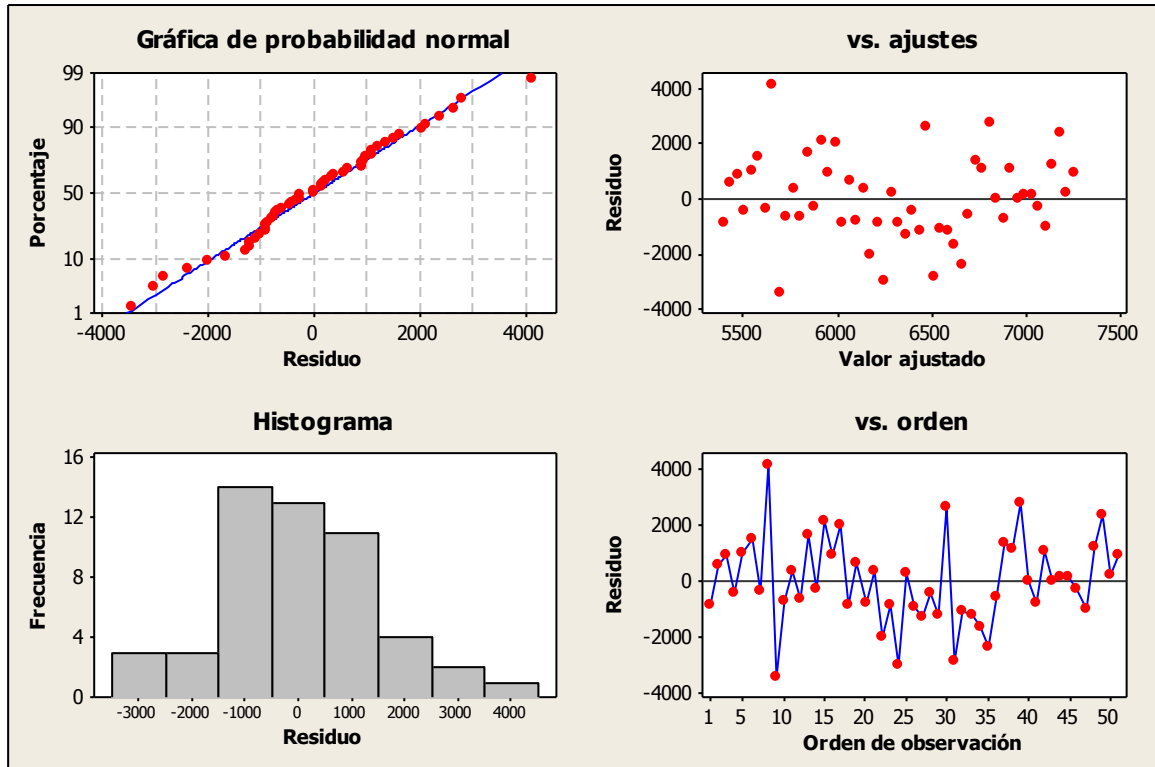 Gráfica de probabilidad normal
99
90
50
10
1
Porcentaje
-4000 -2000 0 2000 4000
Residuo
vs. ajustes
4000
2000
0
-2000
-4000
Residuo
5500 6000 6500 7000 7500
Valor ajustado
Histograma
16
12
8
4
0
Frecuencia
-3000 -2000 -1000 0 1000 2000 3000 4000
Residuo
vs. orden
4000
2000
0
-2000
-4000
Residuo
1 5 10 15 20 25 30 35 40 45 50
Orden de observación